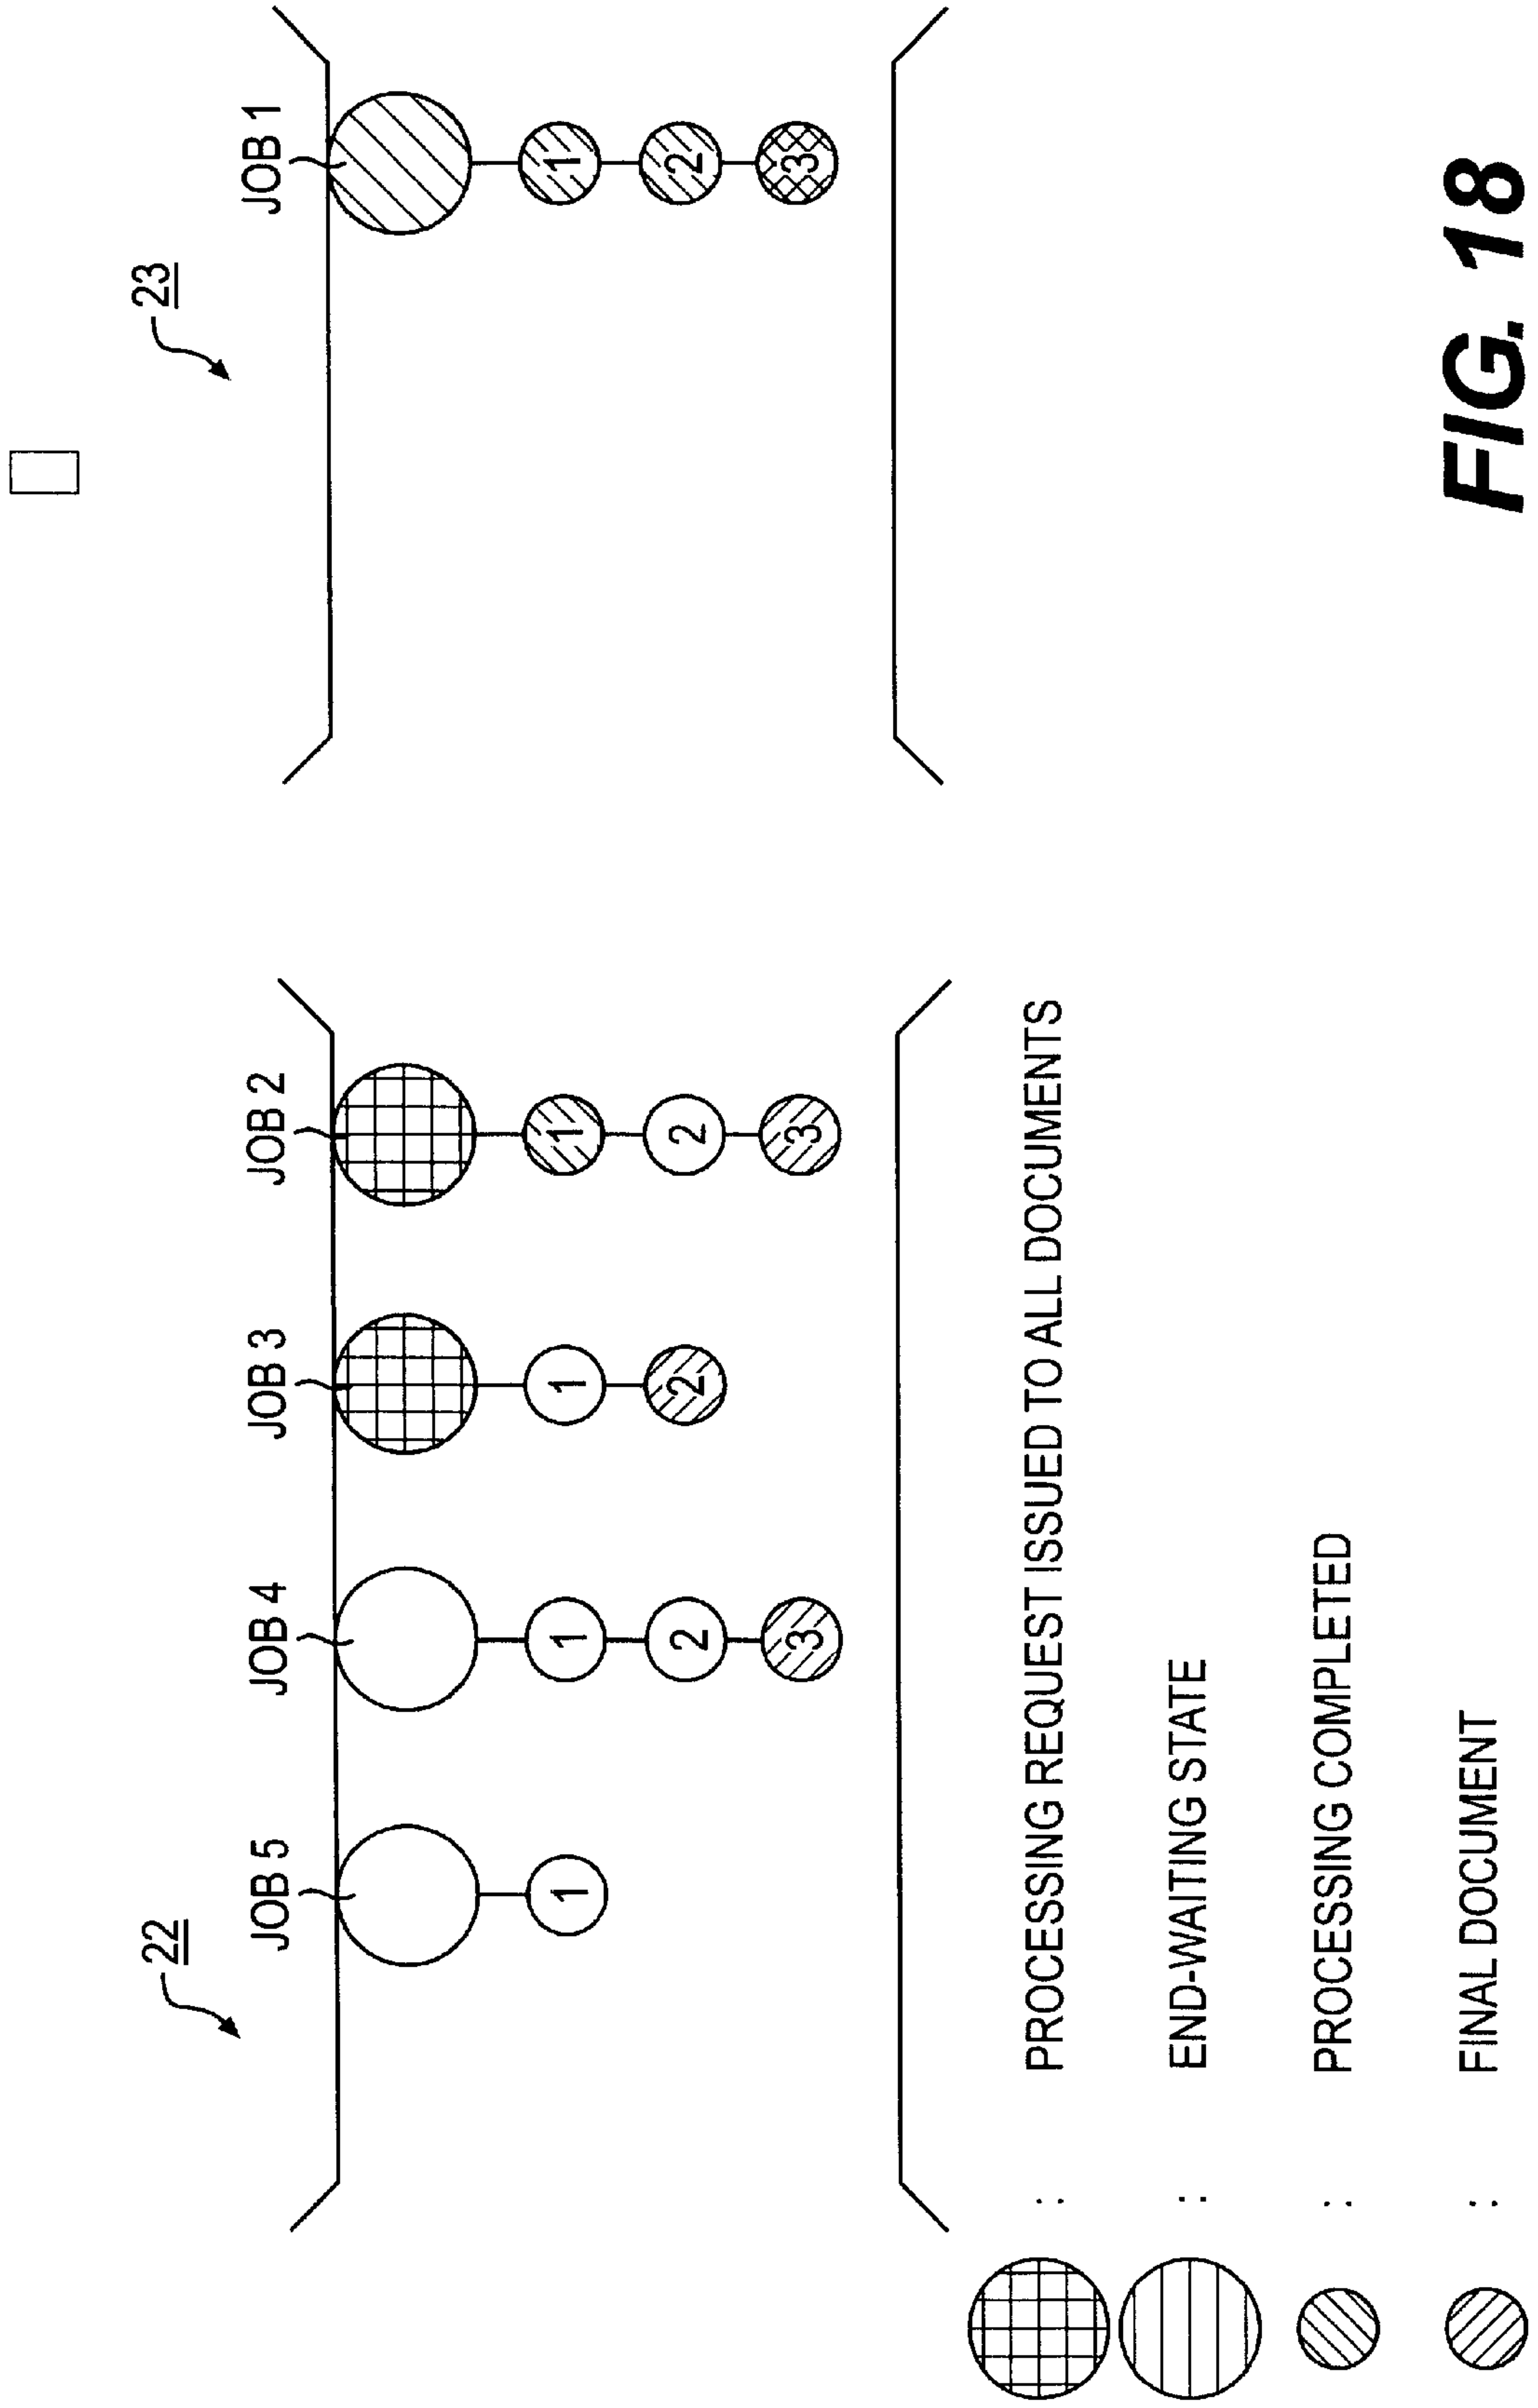 22
23
JOB 5
JOB 4
JOB 3
JOB 2
JOB 1
1
1
1
1
1
2
2
2
2
3
3
3
: PROCESSING REQUEST ISSUED TO ALL DOCUMENTS
: END-WAITING STATE
: PROCESSING COMPLETED
: FINAL DOCUMENT
FIG. 18